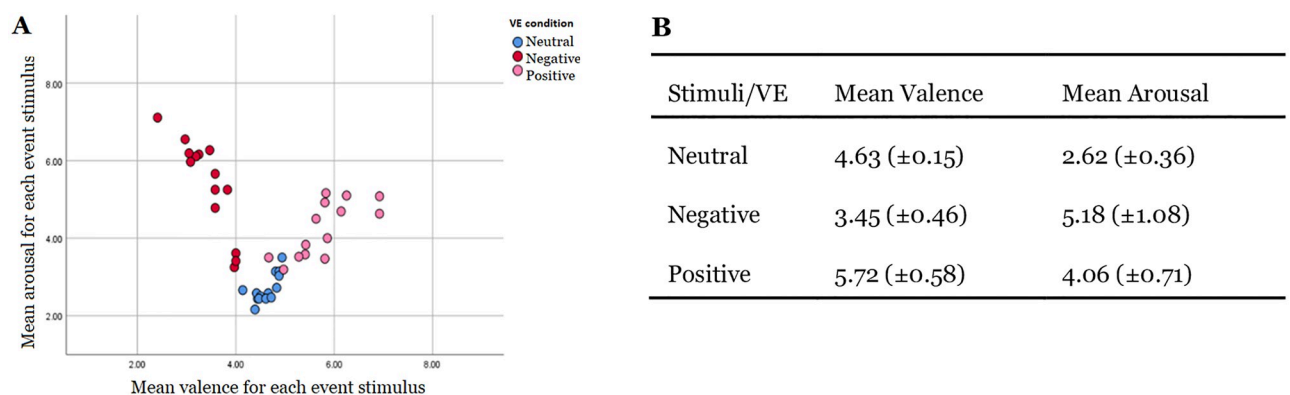 A
VE condition
Neutral
Negative
Positive
Mean arousal for each event stimulus
8.00
6.00
4.00
2.00
2.00 4.00 6.00 8.00
Mean valence for each event stimulus
B
Stimuli/VE Mean Valence Mean Arousal
Neutral 4.63 (±0.15) 2.62 (±0.36)
Negative 3.45 (±0.46) 5.18 (±1.08)
Positive 5.72 (±0.58) 4.06 (±0.71)